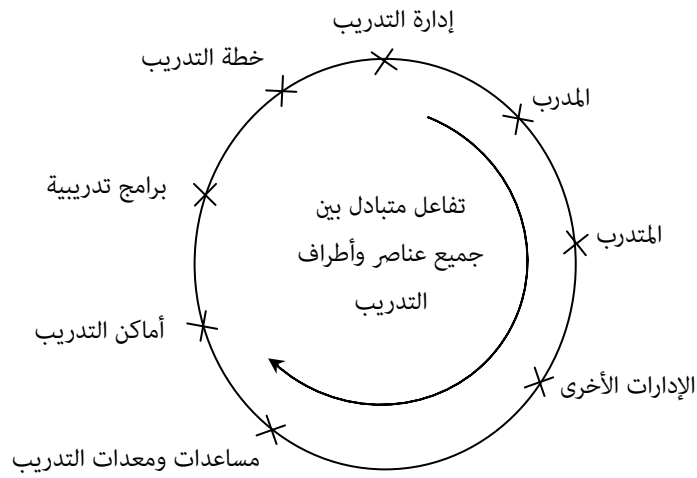 إدارة التدريب
خطة التدريب
المدرب
برامج تدريبية
تفاعل متبادل بين
جميع عناصر وأطراف
التدريب
المتدرب
أماكن التدريب
الإدارات الأخرى
مساعدات ومعدات التدريب